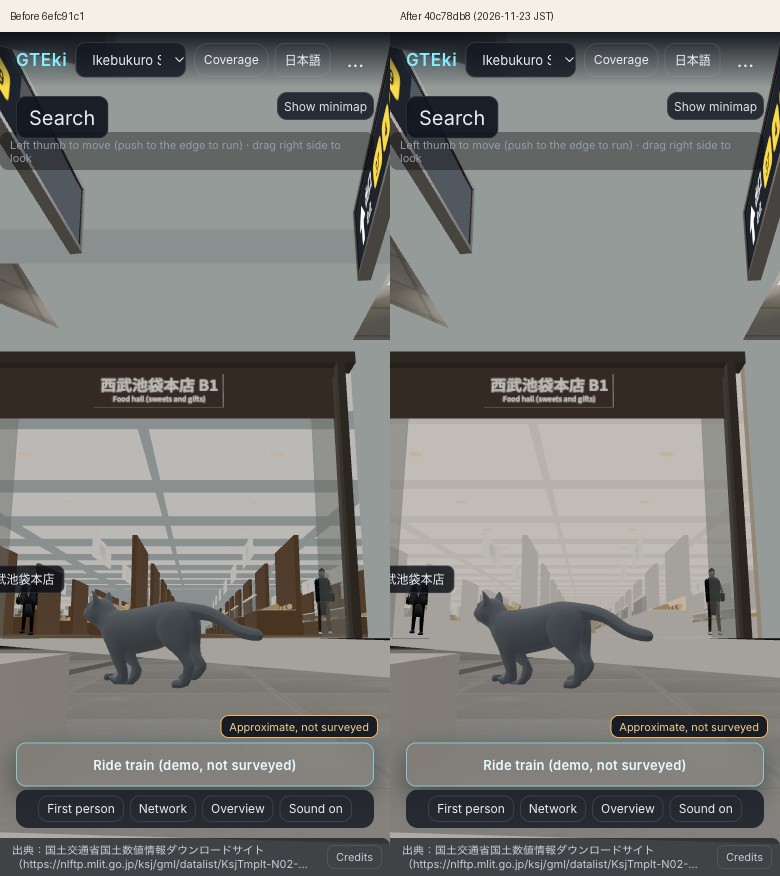 Before 6efc91c1
GTEki
Ikebukuro S
Coverage
日本語
...
Search
Show minimap
Left thumb to move (push to the edge to run) · drag right side to
look
西武池袋本店 B1
Food hall (sweets and gifts)
武池袋本店
Approximate, not surveyed
Ride train (demo, not surveyed)
First person
Network
Overview
Sound on
出典：国土交通省国土数値情報ダウンロードサイト
（https://nlftp.mlit.go.jp/ksj/gml/datalist/KsjTmplt-N02-...
Credits
After 40c78db8 (2026-11-23 JST)
GTEki
Ikebukuro S
Coverage
日本語
...
Search
Show minimap
Left thumb to move (push to the edge to run) · drag right side to
look
西武池袋本店 B1
Food hall (sweets and gifts)
武池袋本店
Approximate, not surveyed
Ride train (demo, not surveyed)
First person
Network
Overview
Sound on
出典：国土交通省国土数値情報ダウンロードサイト
（https://nlftp.mlit.go.jp/ksj/gml/datalist/KsjTmplt-N02-...
Credits